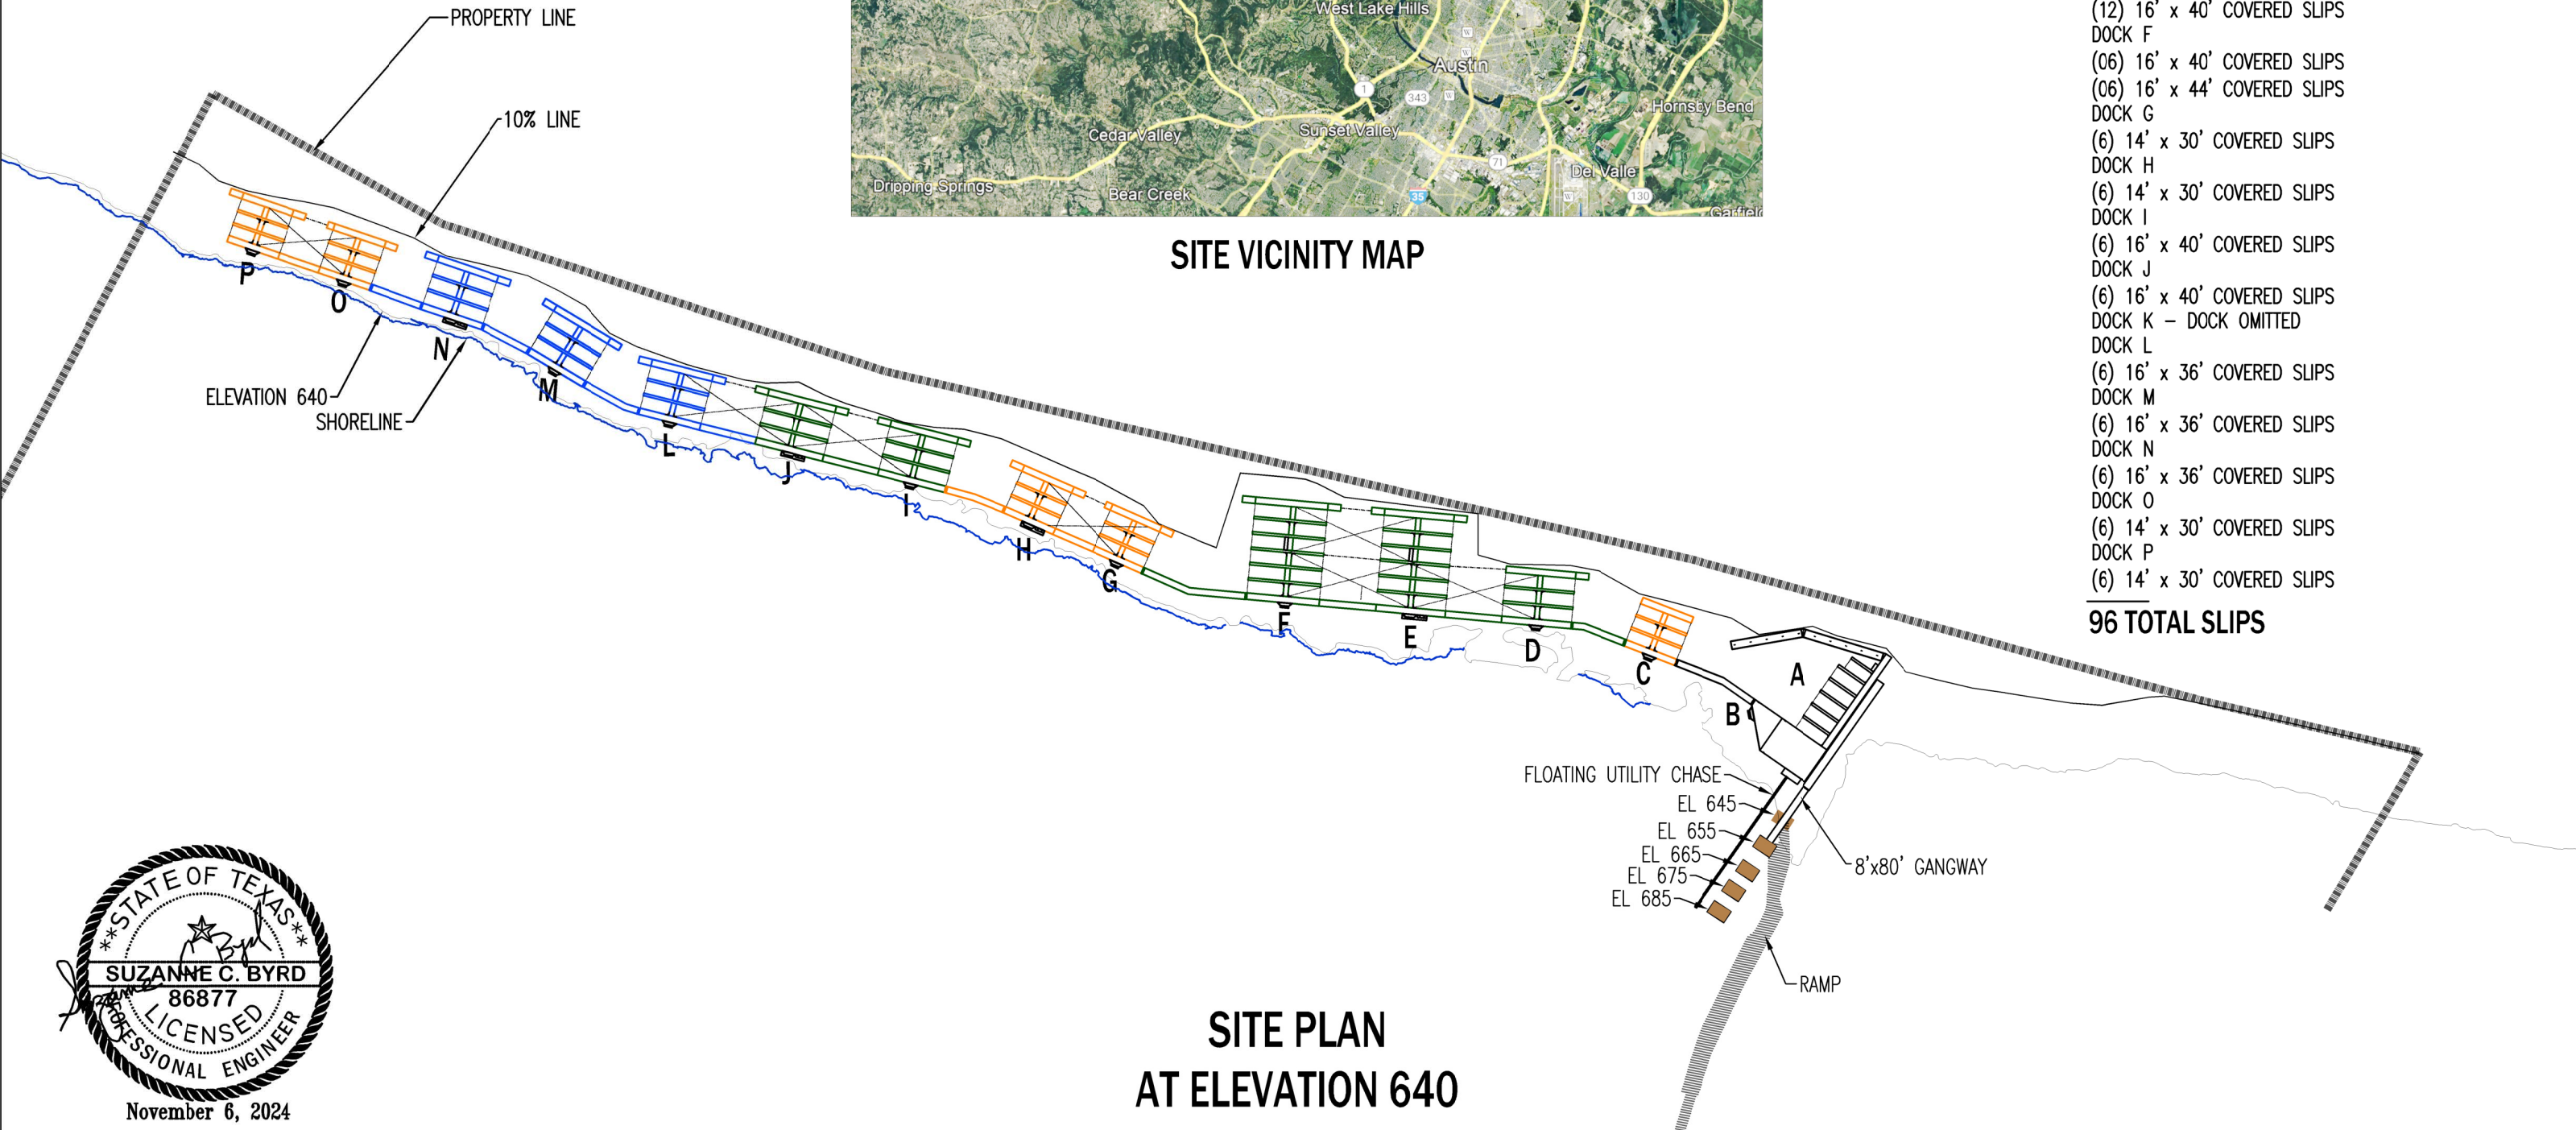 PROPERTY LINE
10% LINE
West Lake Hills
Austin
1
343
Hornsby Bend
Cedar Valley
Sunset Valley
71
Dripping Springs
Bear Creek
35
Del Valle
130
Garfield
SITE VICINITY MAP
(12) 16' x 40' COVERED SLIPS
DOCK F
(06) 16' x 40' COVERED SLIPS
(06) 16' x 44' COVERED SLIPS
DOCK G
(6) 14' x 30' COVERED SLIPS
DOCK H
(6) 14' x 30' COVERED SLIPS
DOCK I
(6) 16' x 40' COVERED SLIPS
DOCK J
(6) 16' x 40' COVERED SLIPS
DOCK K – DOCK OMITTED
DOCK L
(6) 16' x 36' COVERED SLIPS
DOCK M
(6) 16' x 36' COVERED SLIPS
DOCK N
(6) 16' x 36' COVERED SLIPS
DOCK O
(6) 14' x 30' COVERED SLIPS
DOCK P
(6) 14' x 30' COVERED SLIPS
96 TOTAL SLIPS
P
O
N
M
L
J
I
H
G
F
E
D
C
B
A
ELEVATION 640
SHORELINE
FLOATING UTILITY CHASE
EL 645
EL 655
EL 665
EL 675
EL 685
8'x80' GANGWAY
RAMP
STATE OF TEXAS
SUZANNE C. BYRD
86877
LICENSED
PROFESSIONAL ENGINEER
November 6, 2024
SITE PLAN
AT ELEVATION 640